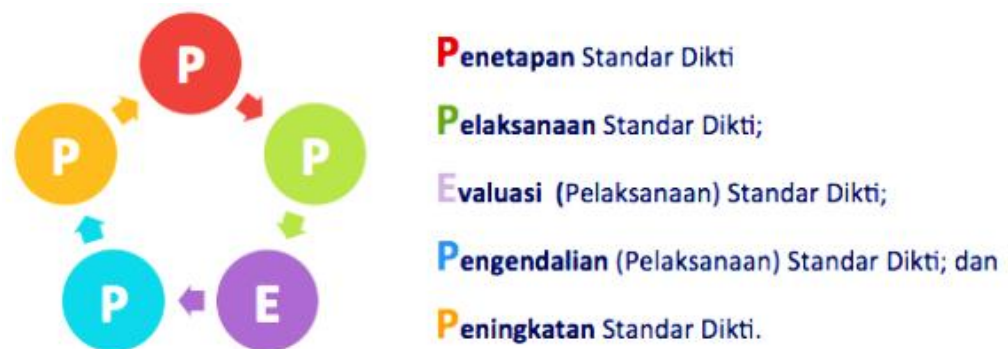 P
P
P
P
E
Penetapan Standar Dikti
Pelaksanaan Standar Dikti;
Evaluasi (Pelaksanaan) Standar Dikti;
Pengendalian (Pelaksanaan) Standar Dikti; dan
Peningkatan Standar Dikti.